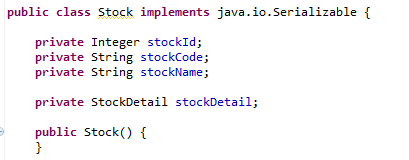 public class Stock implements java.io.Serializable {
private Integer stockId;
private String stockCode;
private String stockName;
private StockDetail stockDetail;
public Stock() {
}